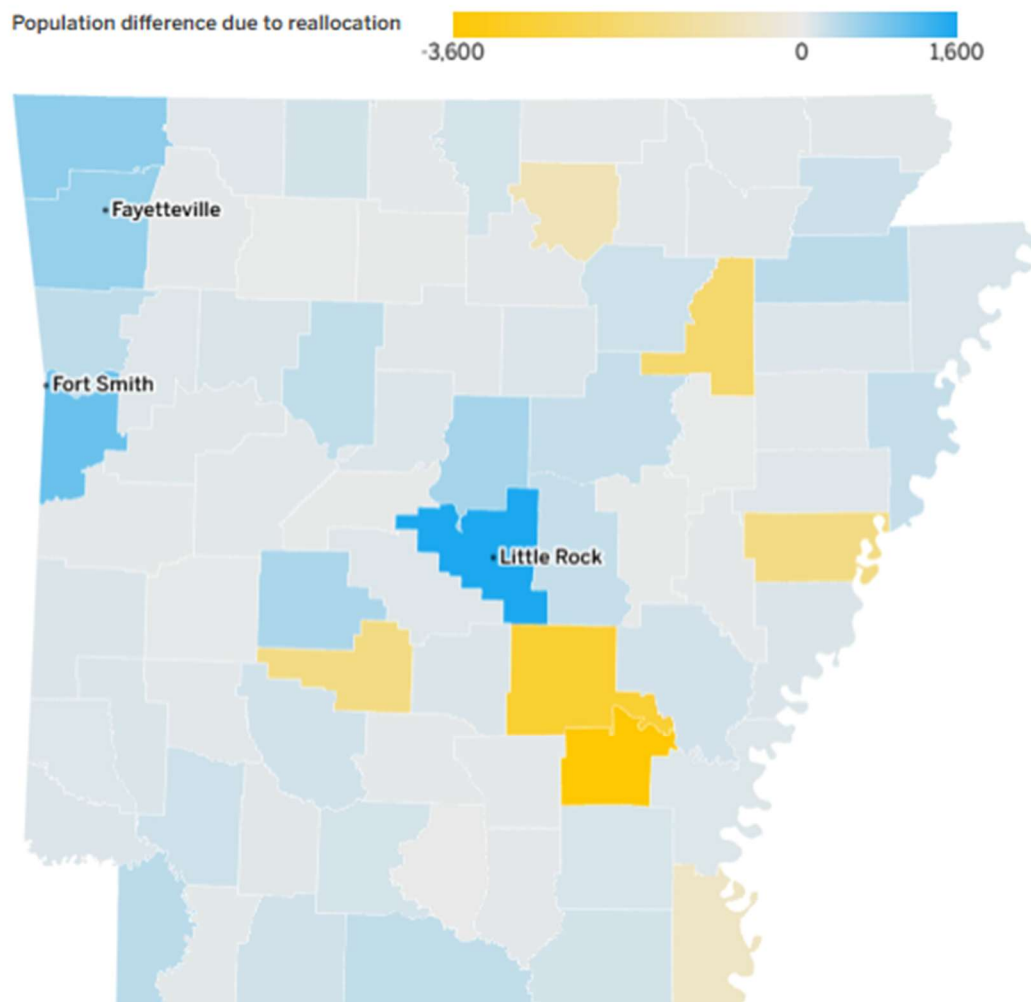 Population difference due to reallocation
-3,600 0 1,600
Fayetteville
Fort Smith
Little Rock